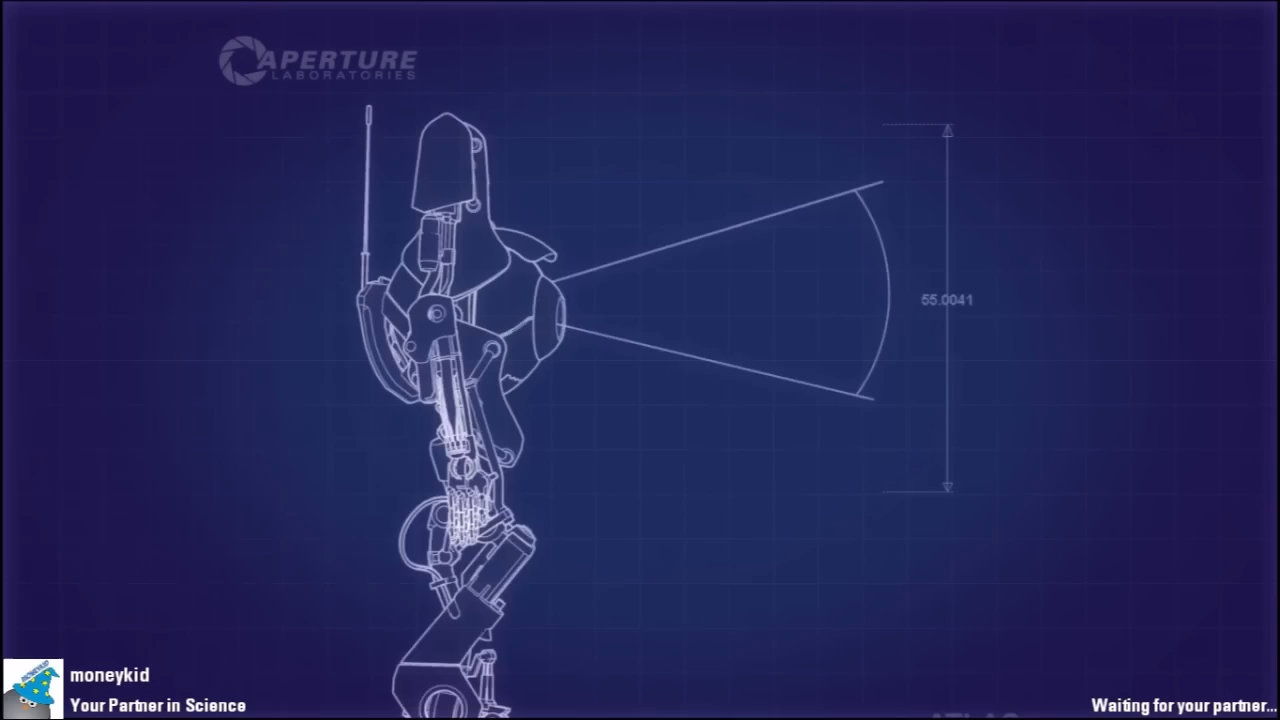 APERTURE
LABORATORIES
55.0041
moneykid
Your Partner in Science
Waiting for your partner...